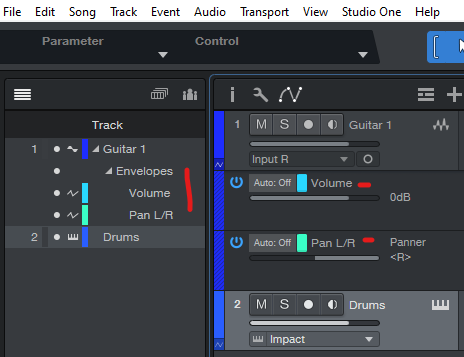 File Edit Song Track Event Audio Transport View Studio One Help
Parameter Control
Track
1 Guitar 1
Envelopes
Volume
Pan L/R
2 Drums
1 M S Guitar 1
Input R
Auto: Off Volume
0dB
Auto: Off Pan L/R Panner
<R>
2 M S Drums
Impact